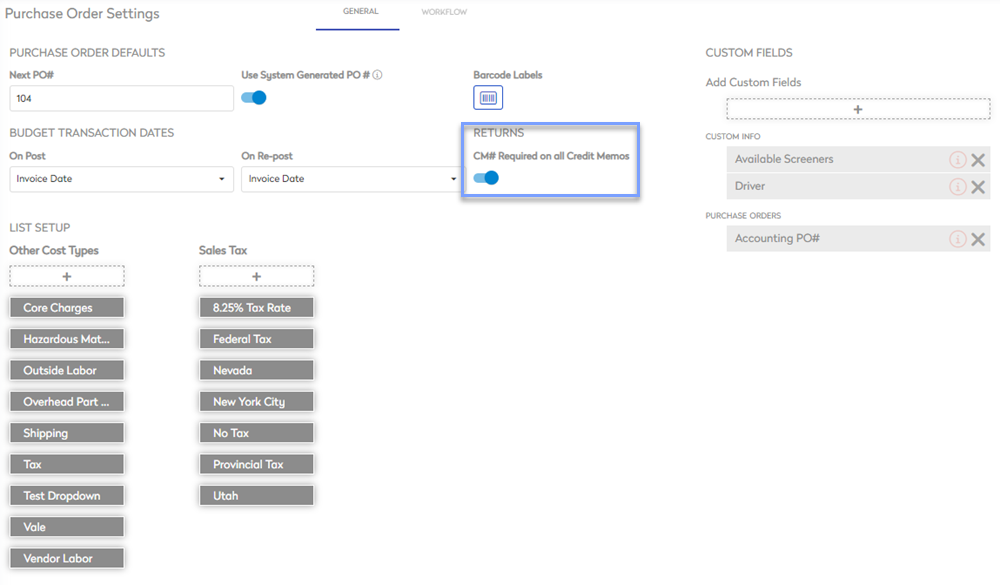 Purchase Order Settings
GENERAL
WORKFLOW
PURCHASE ORDER DEFAULTS
Next PO#
Use System Generated PO #
Barcode Labels
104
BUDGET TRANSACTION DATES
RETURNS
On Post
On Re-post
CM# Required on all Credit Memos
Invoice Date
Invoice Date
LIST SETUP
Other Cost Types
+
Core Charges
Hazardous Mat...
Outside Labor
Overhead Part ...
Shipping
Tax
Test Dropdown
Vale
Vendor Labor
Sales Tax
+
8.25% Tax Rate
Federal Tax
Nevada
New York City
No Tax
Provincial Tax
Utah
CUSTOM FIELDS
Add Custom Fields
+
CUSTOM INFO
Available Screeners
Driver
PURCHASE ORDERS
Accounting PO#